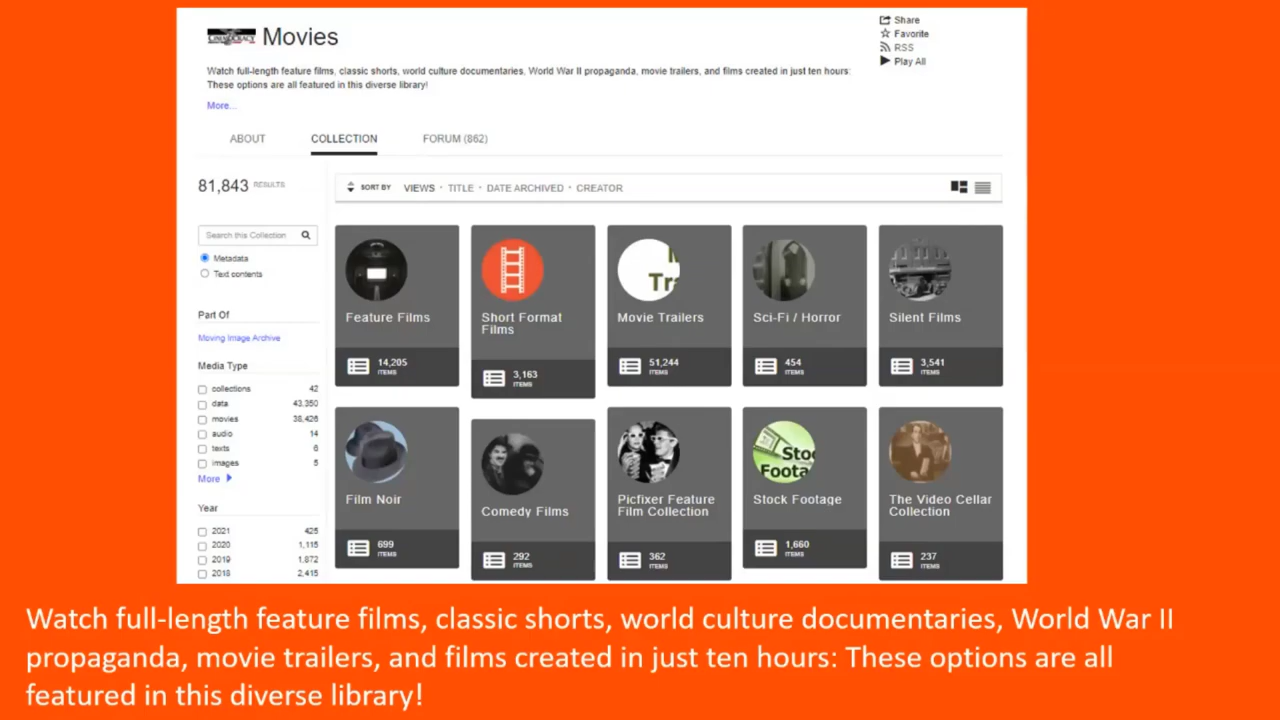 CINEMOCRACY Movies
Share
Favorite
RSS
Play All
Watch full-length feature films, classic shorts, world culture documentaries, World War II propaganda, movie trailers, and films created in just ten hours:
These options are all featured in this diverse library!
More...
ABOUT COLLECTION FORUM (862)
81,843 RESULTS
SORT BY VIEWS · TITLE · DATE ARCHIVED · CREATOR
Search this Collection
Metadata
Text contents
Part Of
Moving Image Archive
Media Type
collections 42
data 43,350
movies 38,426
audio 14
texts 6
images 5
More
Year
2021 425
2020 1,115
2019 1,872
2018 2,415
Feature Films
14,205
ITEMS
Short Format
Films
3,163
ITEMS
Tr
Movie Trailers
51,244
ITEMS
Sci-Fi / Horror
454
ITEMS
Silent Films
3,541
ITEMS
Film Noir
699
ITEMS
Comedy Films
292
ITEMS
Picfixer Feature
Film Collection
362
ITEMS
Sto
Foota
Stock Footage
1,660
ITEMS
The Video Cellar
Collection
237
ITEMS
Watch full-length feature films, classic shorts, world culture documentaries, World War II
propaganda, movie trailers, and films created in just ten hours: These options are all
featured in this diverse library!